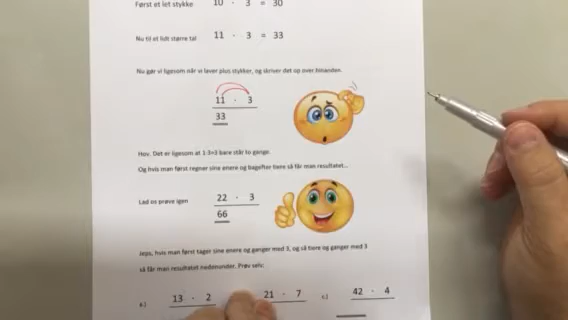 Først et let stykke 10 · 3 = 30
Nu til et lidt større tal 11 · 3 = 33
Nu gør vi ligesom når vi laver plus stykker, og skriver det op over hinanden.
11 · 3
33
Hov. Det er ligesom at 1·3=3 bare står to gange.
Og hvis man først regner sine enere og bagefter tiere så får man resultatet...
Lad os prøve igen
22 · 3
66
Jeps, hvis man først tager sine enere og ganger med 3, og så tiere og ganger med 3
så får man resultatet nedenunder. Prøv selv:
a.) 13 · 2 21 · 7 c.) 42 · 4